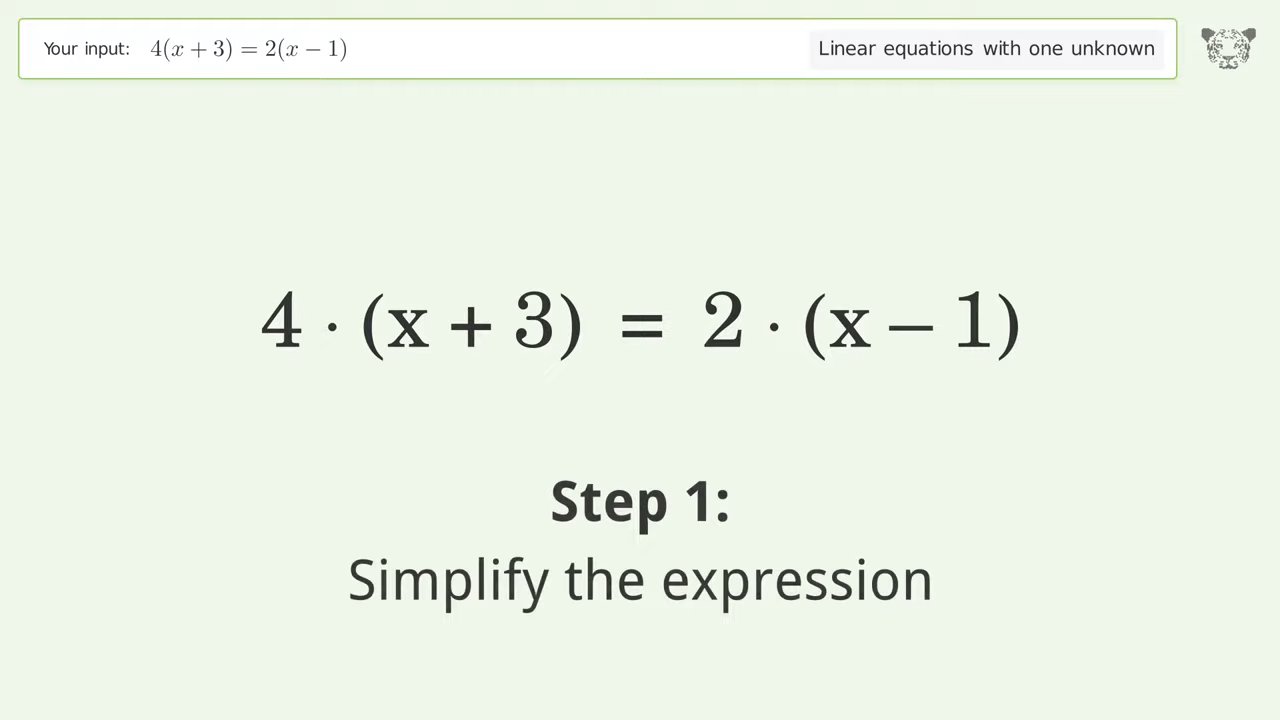 Your input: 4(x + 3) = 2(x − 1) Linear equations with one unknown
4 · (x + 3) = 2 · (x − 1)
Step 1:
Simplify the expression